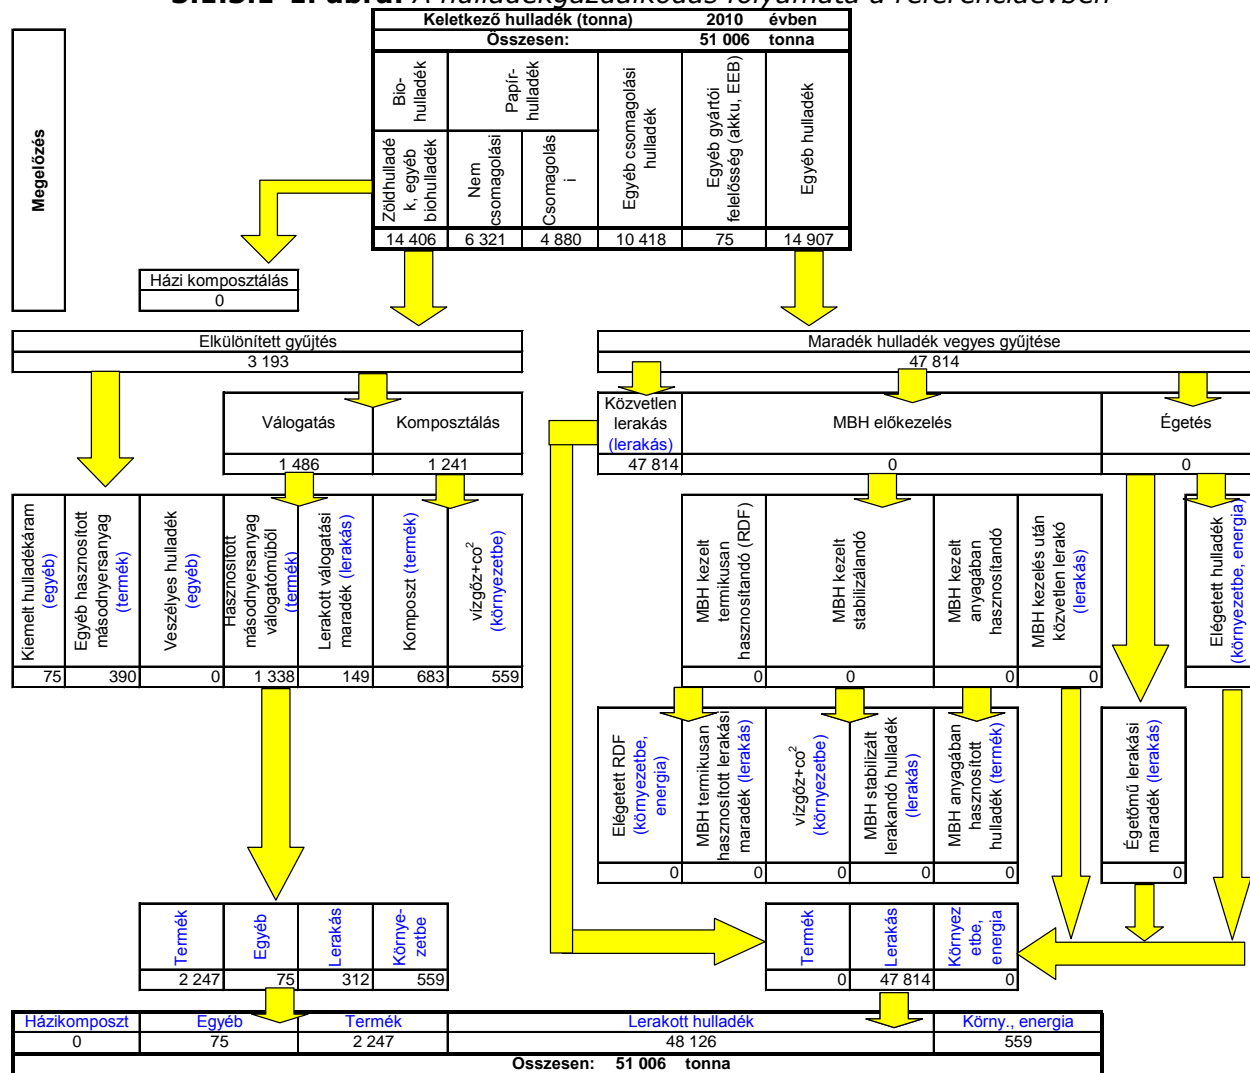 3.1.3.1-1. ábra: A hulladékgazdálkodás folyamata a referenciaévben
Keletkező hulladék (tonna) 2010 évben
Összesen: 51 006 tonna
Megelőzés
Bio-
hulladék
Papír-
hulladék
Zöldhulladé
k, egyéb
biohulladék
Nem
csomagolási
Csomagolás
i
Egyéb csomagolási
hulladék
Egyéb gyártói
felelősség (akku, EEB)
Egyéb hulladék
14 406 6 321 4 880 10 418 75 14 907
Házi komposztálás
0
Elkülönített gyűjtés
3 193
Maradék hulladék vegyes gyűjtése
47 814
Válogatás
1 486
Komposztálás
1 241
Közvetlen
lerakás
(lerakás)
47 814
MBH előkezelés
0
Égetés
0
Kiemelt hulladékáram
(egyéb)
Egyéb hasznosított
másodnyersanyag
(termék)
Veszélyes hulladék
(egyéb)
Hasznosított
másodnyersanyag
válogatóműből
(termék)
Lerakott válogatási
maradék (lerakás)
Komposzt (termék)
vízgőz+co2
(környezetbe)
75 390 0 1 338 149 683 559
MBH kezelt
termikusan
hasznosítandó (RDF)
MBH kezelt
stabilizálandó
MBH kezelt
anyagában
hasznosítandó
MBH kezelés után
közvetlen lerakó
(lerakás)
Elégetett hulladék
(környezetbe, energia)
0 0 0 0
Elégetett RDF
(környezetbe,
energia)
MBH termikusan
hasznosított lerakási
maradék (lerakás)
vízgőz+co2
(környezetbe)
MBH stabilizált
lerakandó hulladék
(lerakás)
MBH anyagában
hasznosított
hulladék (termék)
Égetőmű lerakási
maradék (lerakás)
0 0 0 0 0 0
Termék
Egyéb
Lerakás
Környe-
zetbe
2 247 75 312 559
Termék
Lerakás
Környez
etbe,
energia
0 47 814 0
Házikomposzt Egyéb Termék Lerakott hulladék Körny., energia
0 75 2 247 48 126 559
Összesen: 51 006 tonna